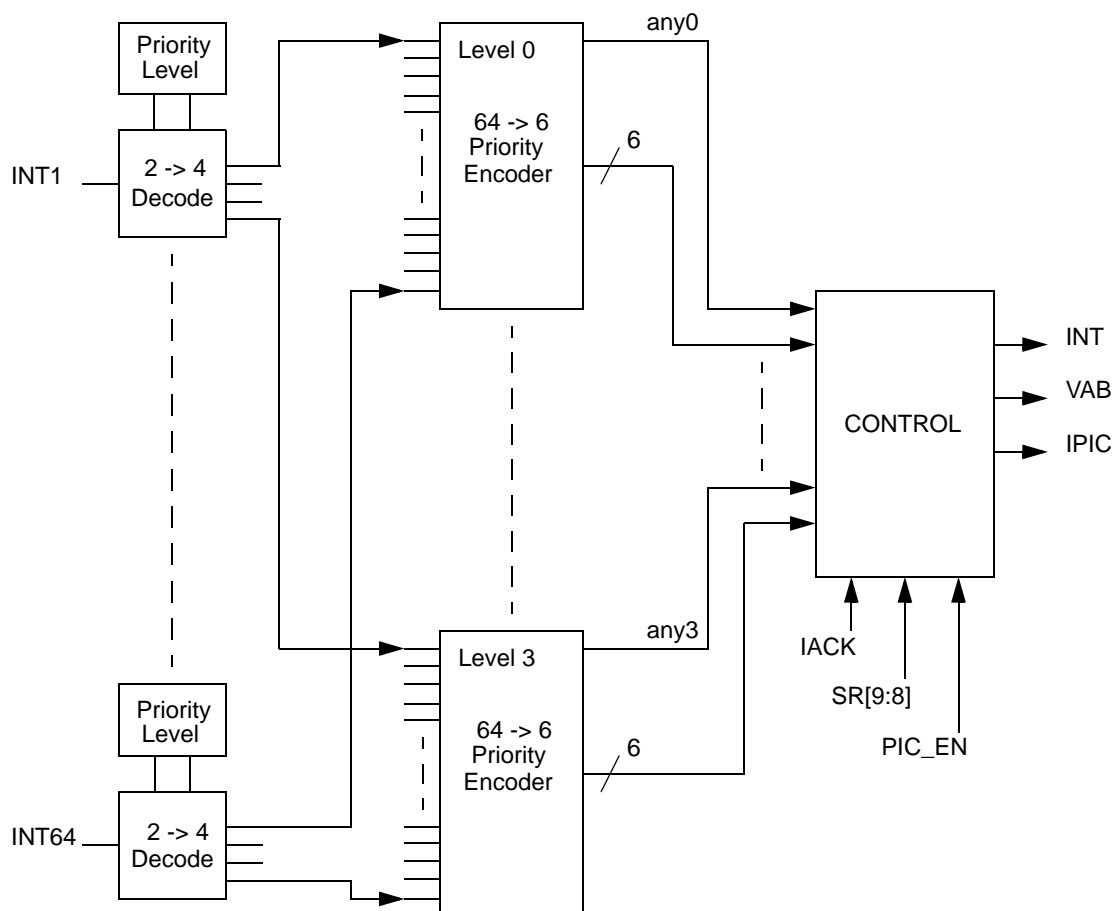 Priority
Level
INT1
2 -> 4
Decode
Level 0
64 -> 6
Priority
Encoder
any0
6
CONTROL
INT
VAB
IPIC
IACK
SR[9:8]
PIC_EN
Priority
Level
INT64
2 -> 4
Decode
Level 3
64 -> 6
Priority
Encoder
any3
6